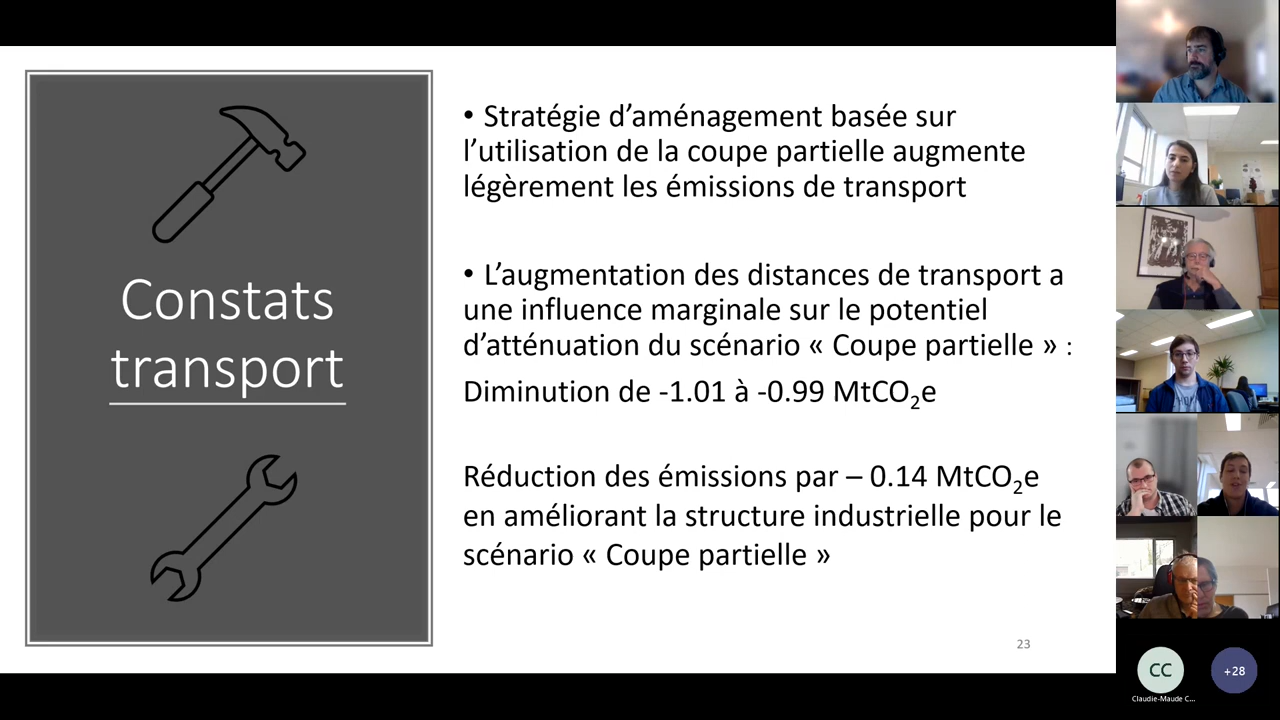 Constats
transport
• Stratégie d’aménagement basée sur
l’utilisation de la coupe partielle augmente
légèrement les émissions de transport
• L’augmentation des distances de transport a
une influence marginale sur le potentiel
d’atténuation du scénario « Coupe partielle » :
Diminution de -1.01 à -0.99 MtCO₂e
Réduction des émissions par – 0.14 MtCO₂e
en améliorant la structure industrielle pour le
scénario « Coupe partielle »
23
CC
+28
Claudie-Maude C...